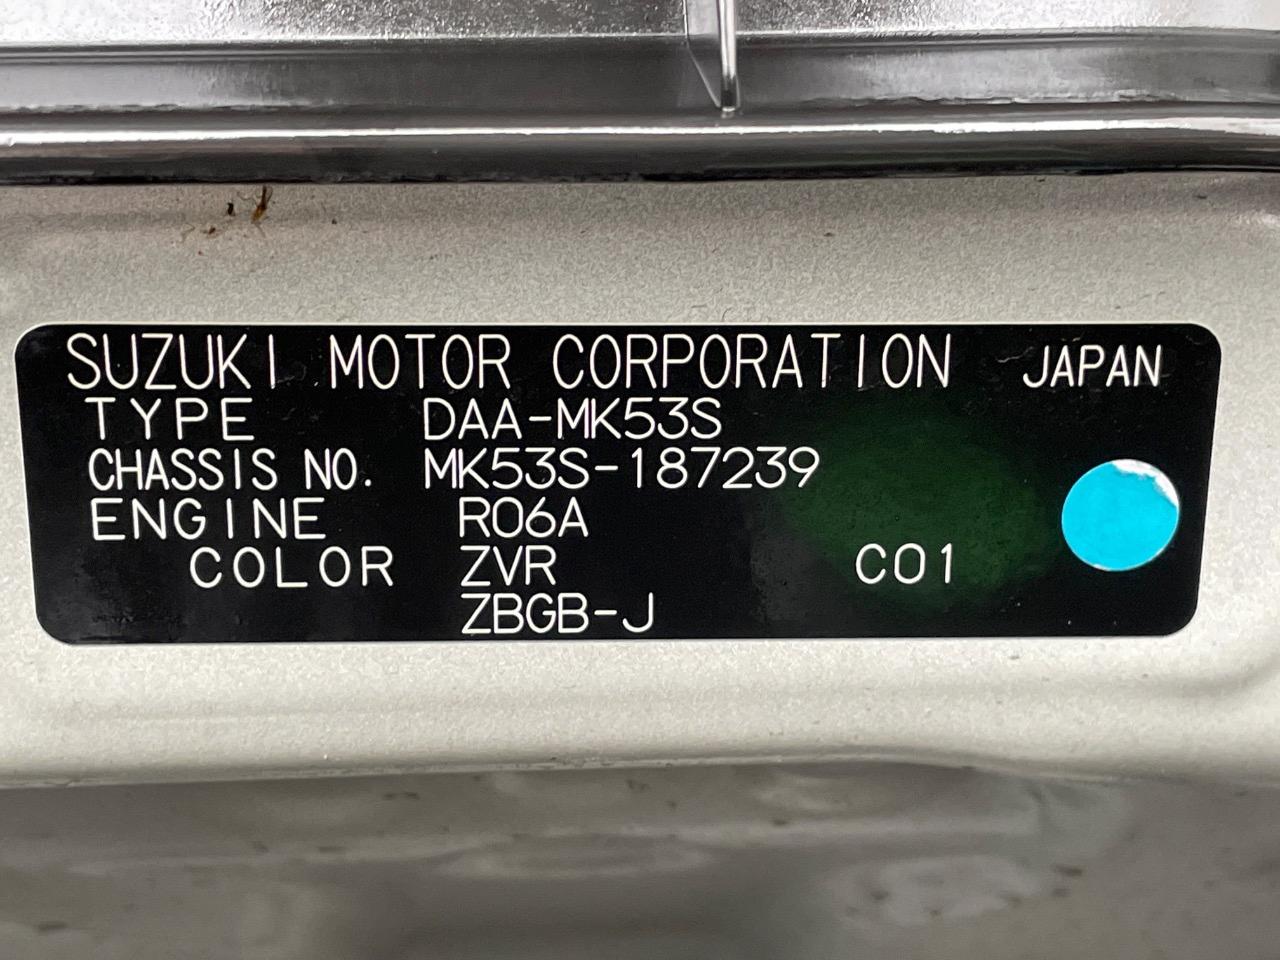 SUZUKI MOTOR CORPORATION JAPAN
TYPE DAA-MK53S
CHASSIS NO. MK53S-187239
ENGINE R06A
COLOR ZVR C01
ZBGB-J